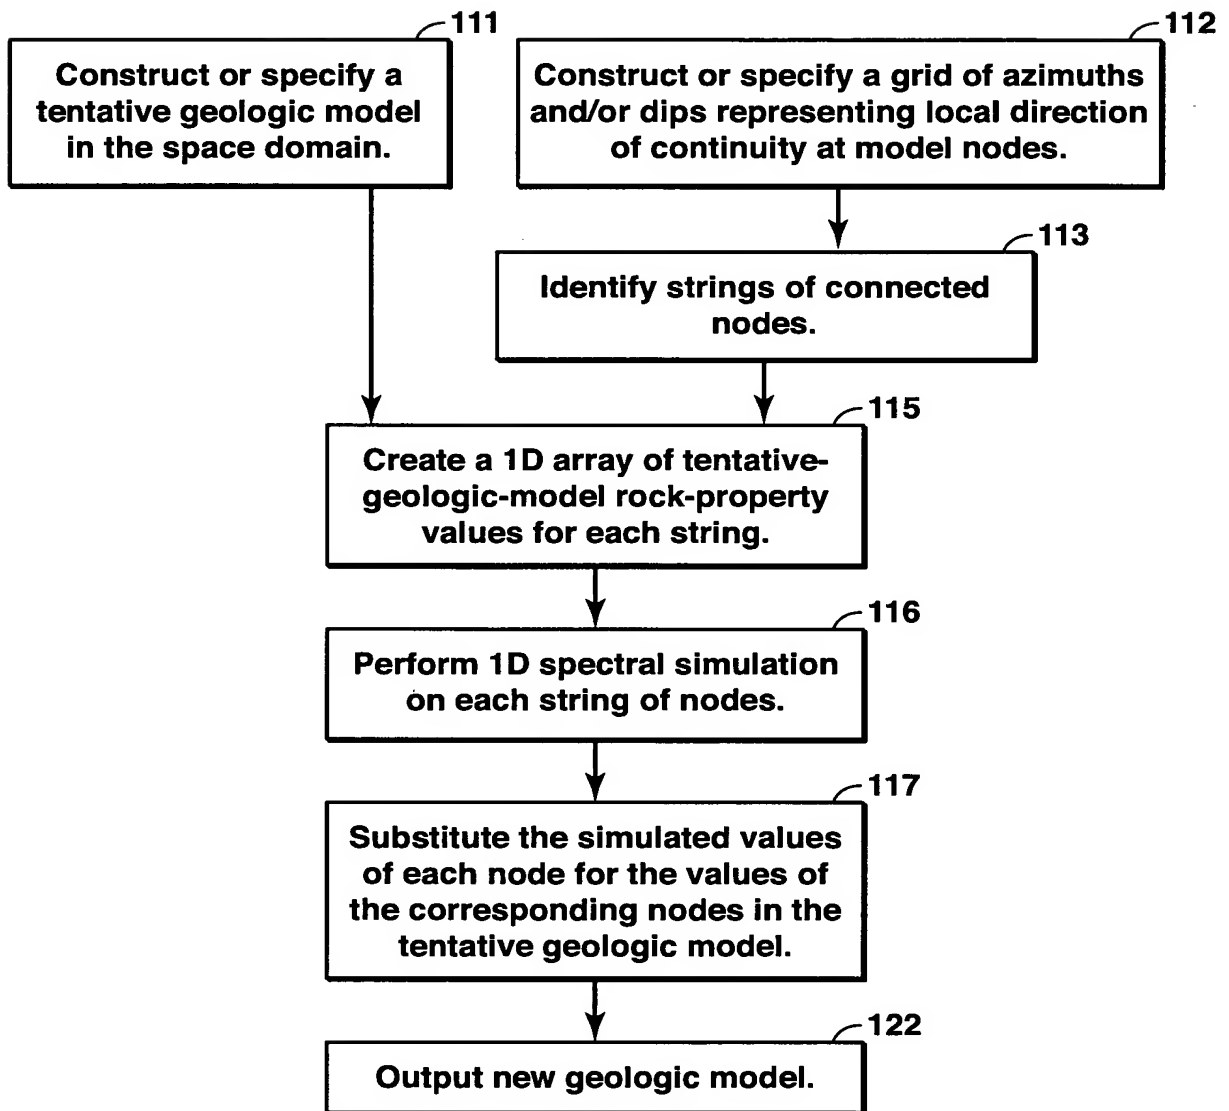 111
Construct or specify a
tentative geologic model
in the space domain.
112
Construct or specify a grid of azimuths
and/or dips representing local direction
of continuity at model nodes.
113
Identify strings of connected
nodes.
115
Create a 1D array of tentative-
geologic-model rock-property
values for each string.
116
Perform 1D spectral simulation
on each string of nodes.
117
Substitute the simulated values
of each node for the values of
the corresponding nodes in the
tentative geologic model.
122
Output new geologic model.